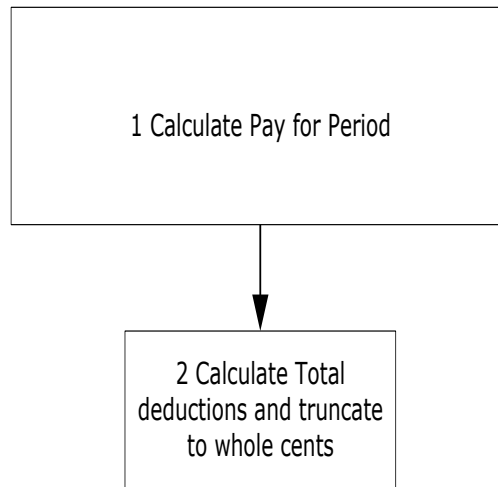 1 Calculate Pay for Period
2 Calculate Total
deductions and truncate
to whole cents